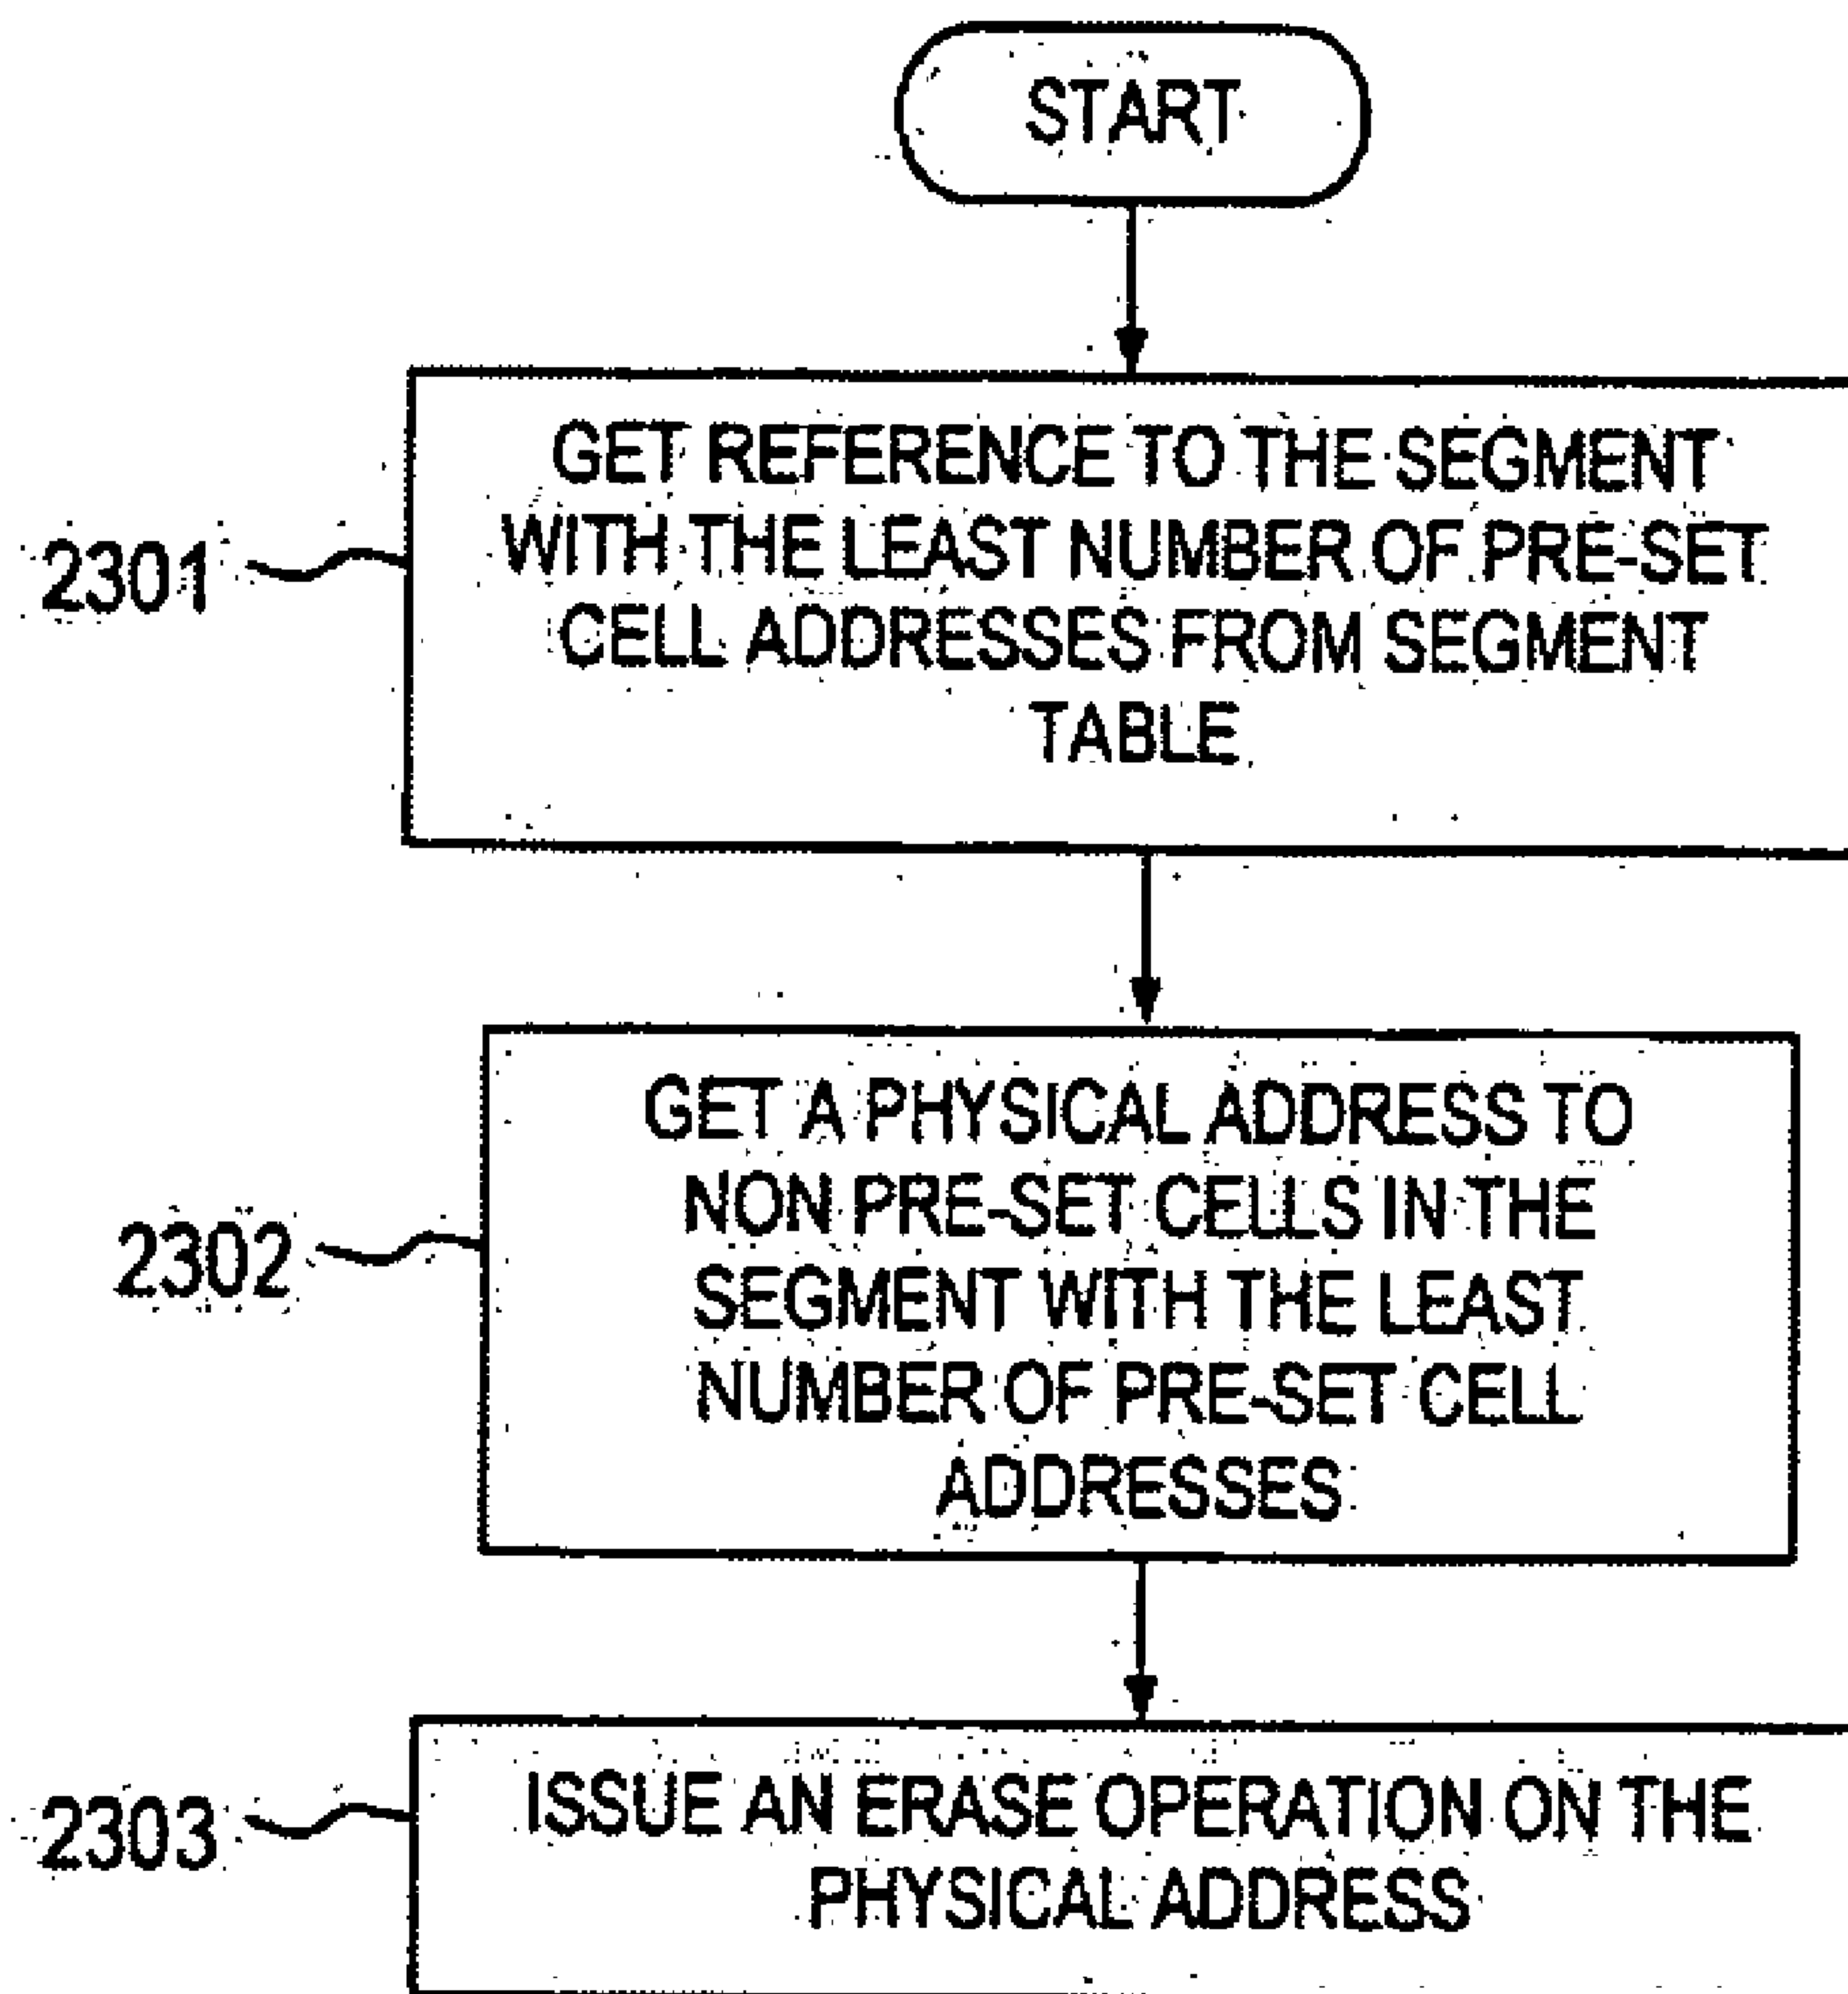 START
GET REFERENCE TO THE SEGMENT
WITH THE LEAST NUMBER OF PRE-SET
CELL ADDRESSES FROM SEGMENT
TABLE
2301
GET A PHYSICAL ADDRESS TO
NON PRE-SET CELLS IN THE
SEGMENT WITH THE LEAST
NUMBER OF PRE-SET CELL
ADDRESSES
2302
ISSUE AN ERASE OPERATION ON THE
PHYSICAL ADDRESS
2303